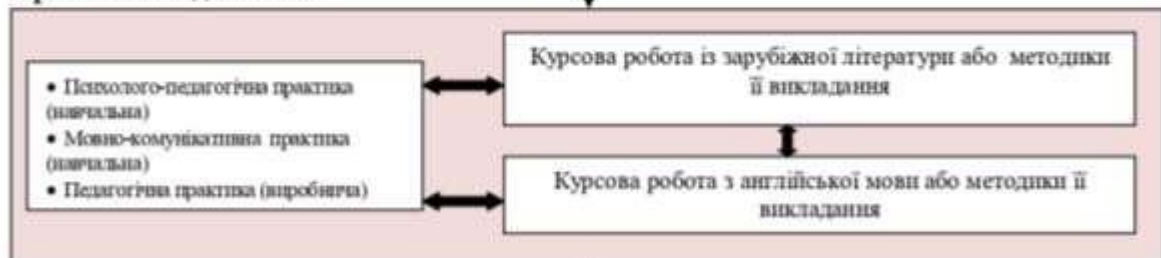 • Психолого-педагогічна практика
(навчальна)
• Мовно-комунікативна практика
(навчальна)
• Педагогічна практика (виробнича)
Курсова робота із зарубіжної літератури або методики
її викладання
Курсова робота з англійської мови або методики її
викладання